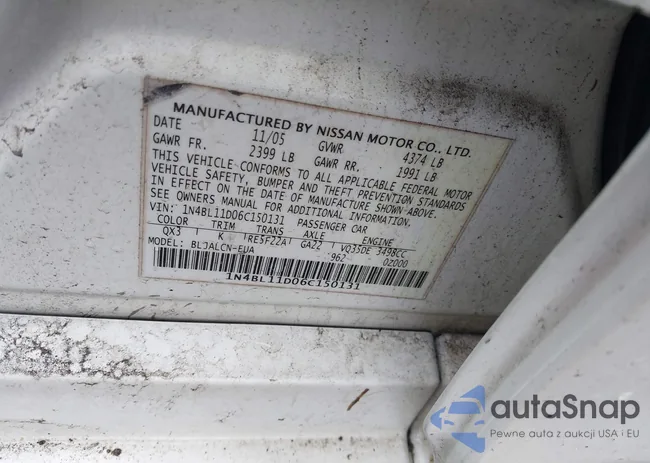 MANUFACTURED BY NISSAN MOTOR CO., LTD.
DATE 11/05 GVWR 4374 LB
GAWR FR. 2399 LB GAWR RR. 1991 LB
THIS VEHICLE CONFORMS TO ALL APPLICABLE FEDERAL MOTOR
VEHICLE SAFETY, BUMPER AND THEFT PREVENTION STANDARDS
IN EFFECT ON THE DATE OF MANUFACTURE SHOWN ABOVE.
SEE OWNERS MANUAL FOR ADDITIONAL INFORMATION,
VIN: 1N4BL11D06C150131 PASSENGER CAR
COLOR TRIM TRANS AXLE ENGINE
QX3 K RE5F22A GA22 VQ35DE 3498CC
MODEL: BLJALCN-EUA '962 0Z000
1N4BL11D06C150131
autaSnap
Pewne auta z aukcji USA i EU